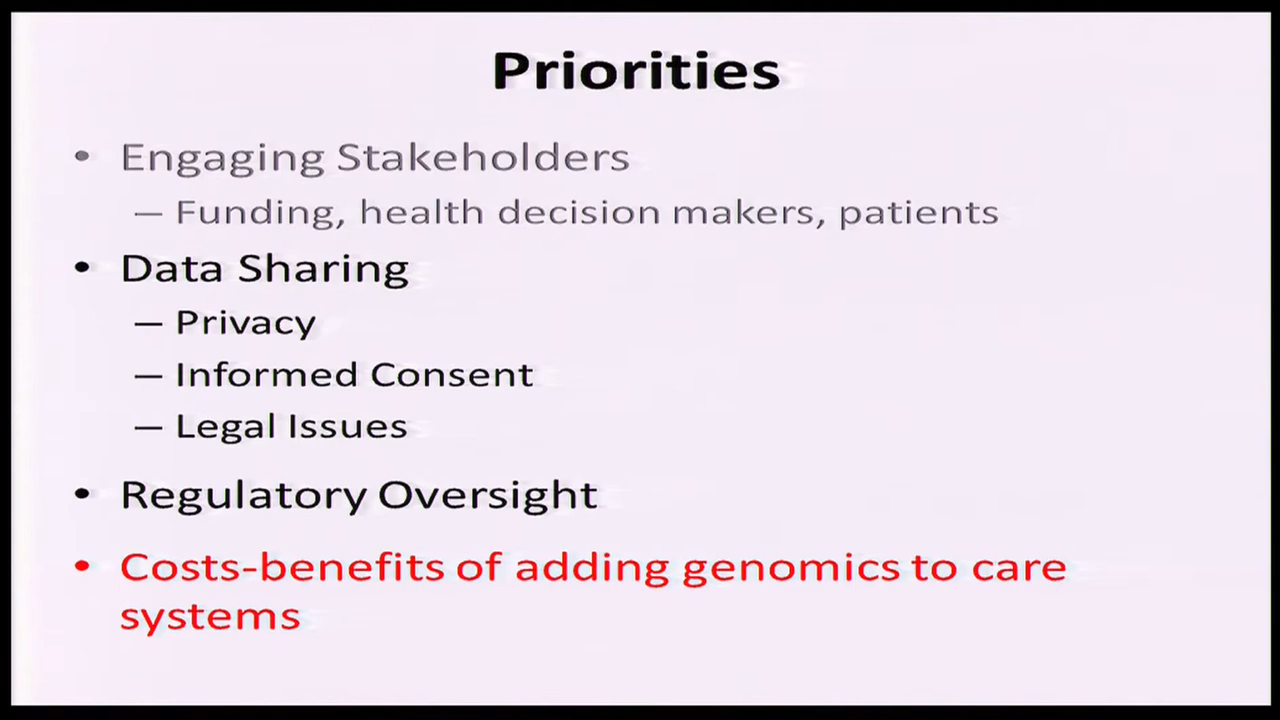 Priorities
• Engaging Stakeholders
– Funding, health decision makers, patients
• Data Sharing
– Privacy
– Informed Consent
– Legal Issues
• Regulatory Oversight
• Costs-benefits of adding genomics to care
systems